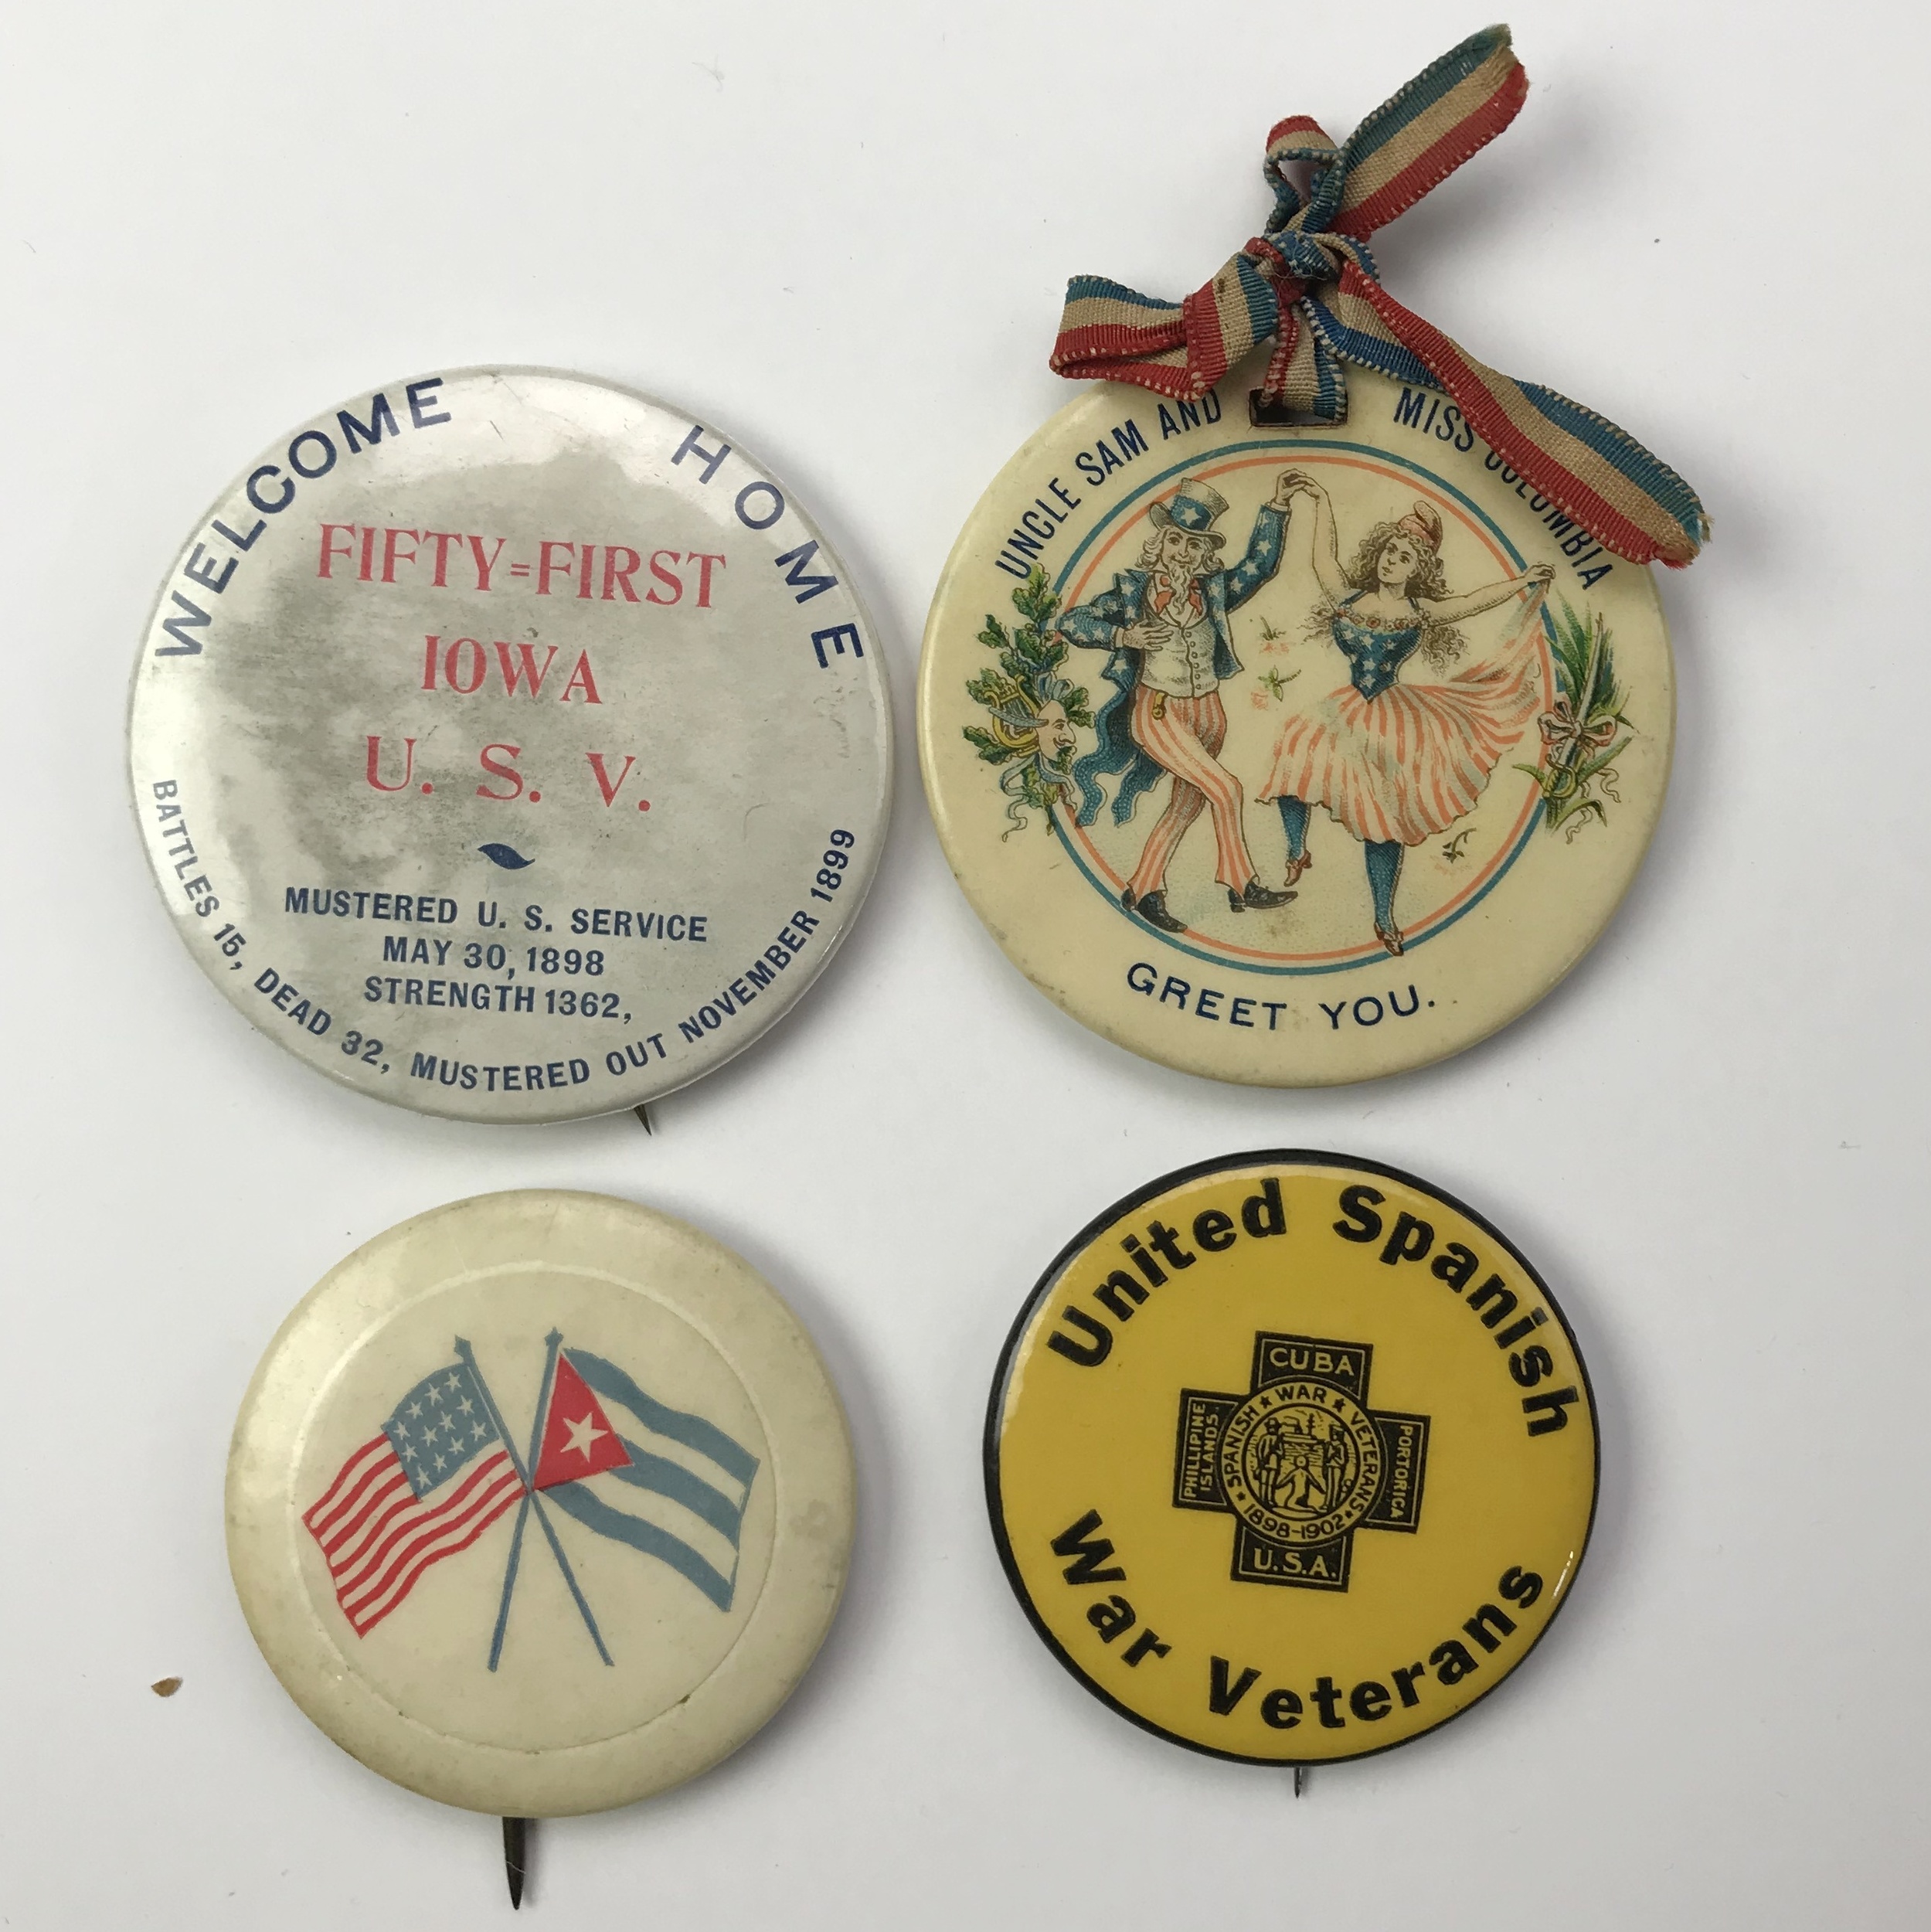 WELCOME HOME
FIFTY=FIRST
IOWA
U. S. V.
MUSTERED U. S. SERVICE
MAY 30, 1898
STRENGTH 1362,
BATTLES 15, DEAD 32, MUSTERED OUT NOVEMBER 1899
UNCLE SAM AND MISS COLUMBIA
GREET YOU.
United Spanish
War Veterans
CUBA
PHILLIPINE
ISLANDS.
PORTORICA
SPANISH WAR VETERANS
1898-1902
U.S.A.